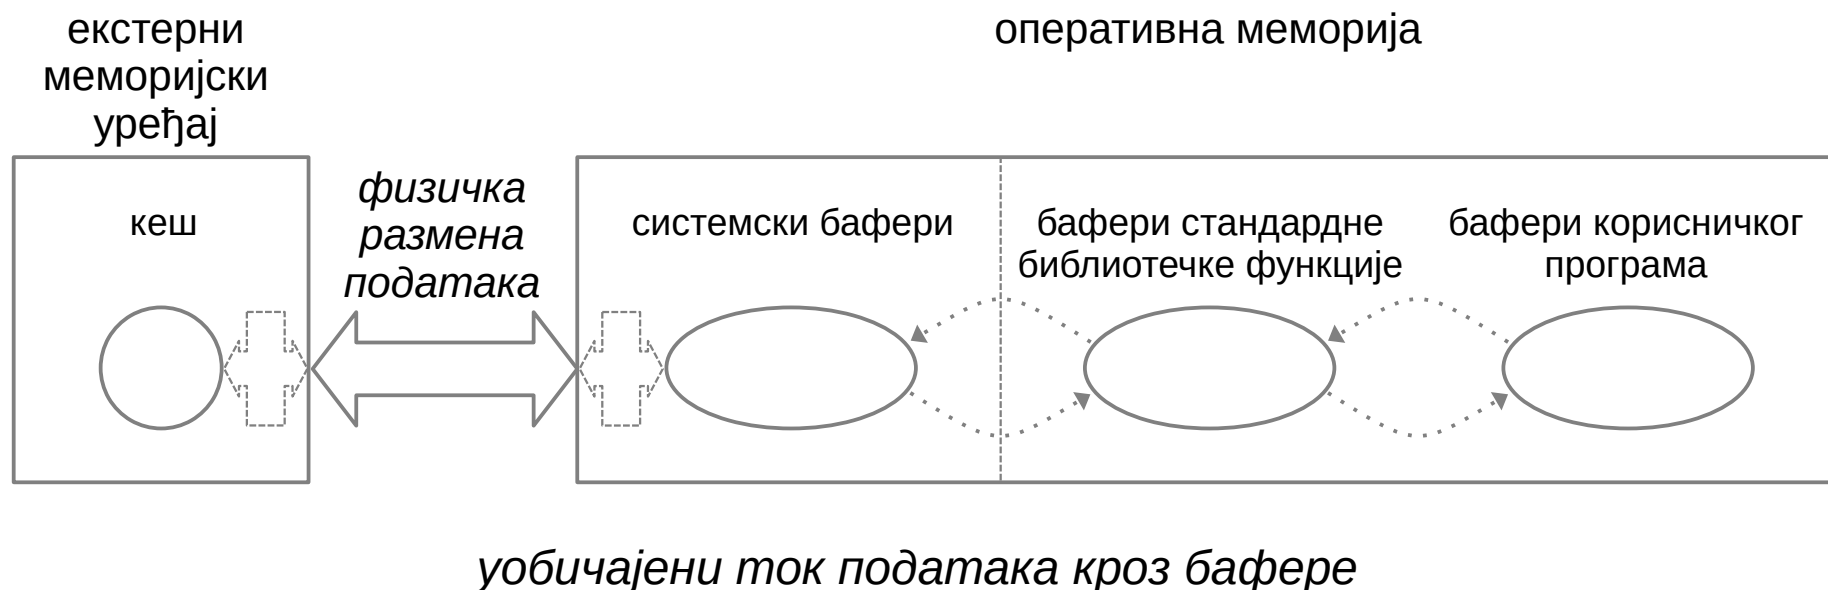 екстерни
меморијски
уређај
оперативна меморија
кеш
физичка
размена
података
системски бафери
бафери стандардне
библиотечке функције
бафери корисничког
програма
уобичајени ток података кроз бафере